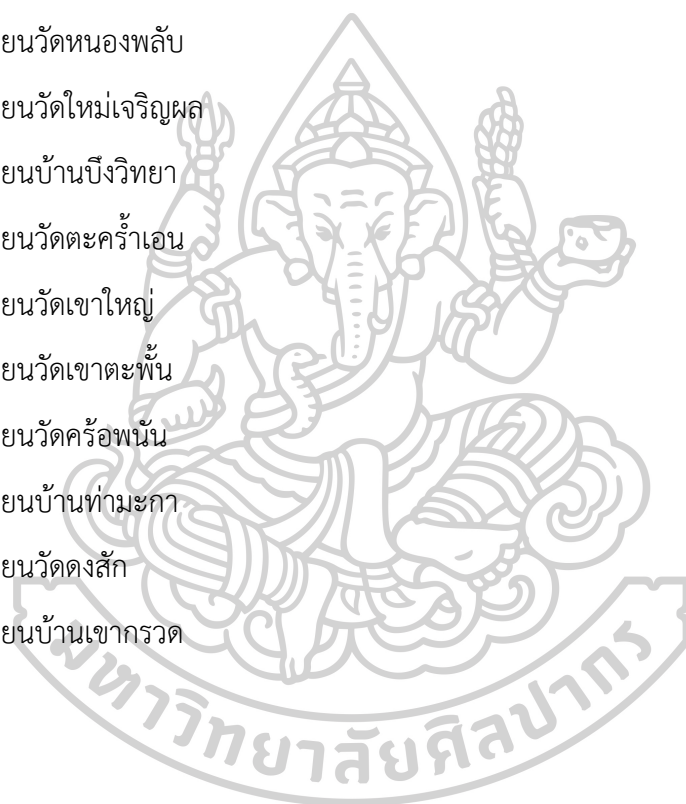 ยนวัดหนองพลับ
ยนวัดใหม่เจริญผล
ยนบ้านบึงวิทยา
ยนวัดตะคร้ำเอน
ยนวัดเขาใหญ่
ยนวัดเขาตะพั้น
ยนวัดคร้อพนัน
ยนบ้านท่ามะกา
ยนวัดดงสัก
ยนบ้านเขากรวด
มหาวิทยาลัยศิลปากร